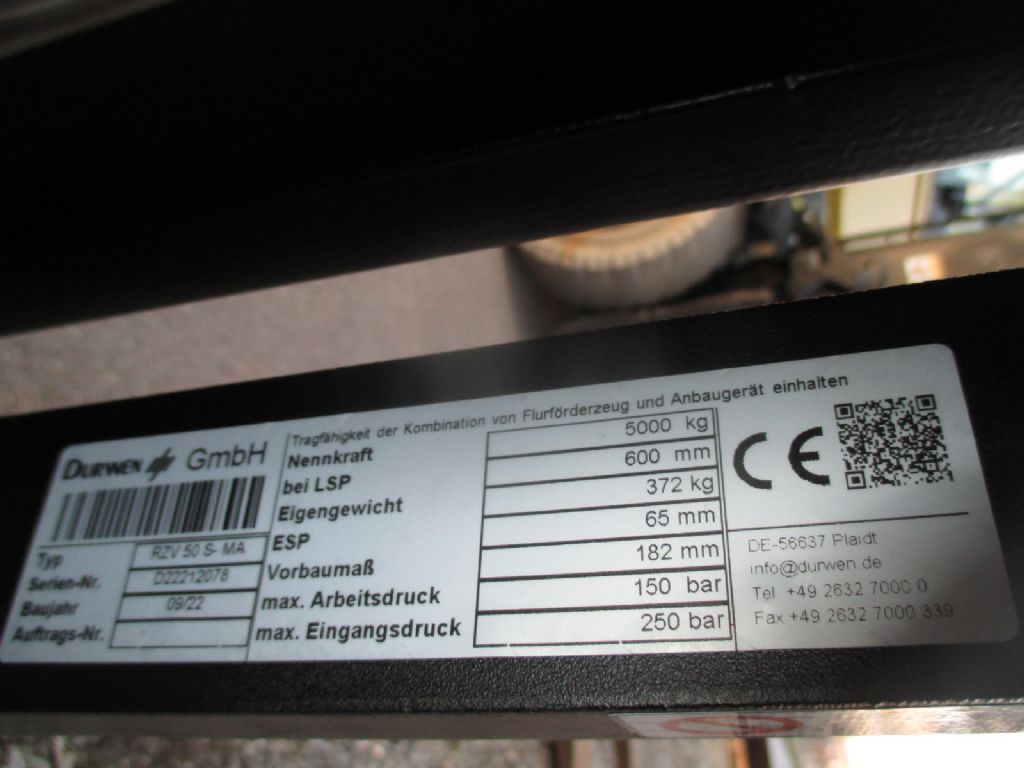 DURWEN GmbH
Typ RZV 50 S- MA
Serien-Nr. D22212078
Baujahr 09/22
Auftrags-Nr.
Tragfähigkeit der Kombination von Flurförderzeug und Anbaugerät einhalten
Nennkraft 5000 kg
bei LSP 600 mm
Eigengewicht 372 kg
ESP 65 mm
Vorbaumaß 182 mm
max. Arbeitsdruck 150 bar
max. Eingangsdruck 250 bar
CE
DE-56637 Plaidt
info@durwen.de
Tel +49 2632 7000 0
Fax +49 2632 7000 339